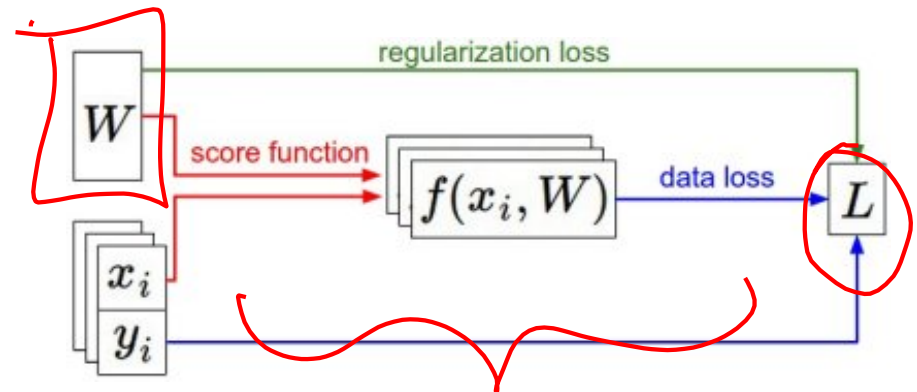 regularization loss
W
score function
f(x_i, W)
data loss
L
x_i
y_i